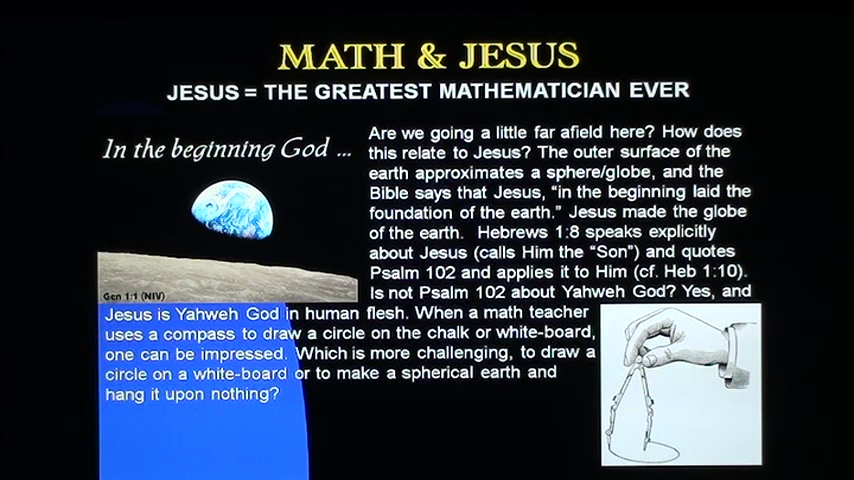 MATH & JESUS
JESUS = THE GREATEST MATHEMATICIAN EVER
In the beginning God ...
Gen 1:1 (NIV)
Are we going a little far afield here? How does
this relate to Jesus? The outer surface of the
earth approximates a sphere/globe, and the
Bible says that Jesus, “in the beginning laid the
foundation of the earth.” Jesus made the globe
of the earth. Hebrews 1:8 speaks explicitly
about Jesus (calls Him the “Son”) and quotes
Psalm 102 and applies it to Him (cf. Heb 1:10).
Is not Psalm 102 about Yahweh God? Yes, and
Jesus is Yahweh God in human flesh. When a math teacher
uses a compass to draw a circle on the chalk or white-board,
one can be impressed. Which is more challenging, to draw a
circle on a white-board or to make a spherical earth and
hang it upon nothing?